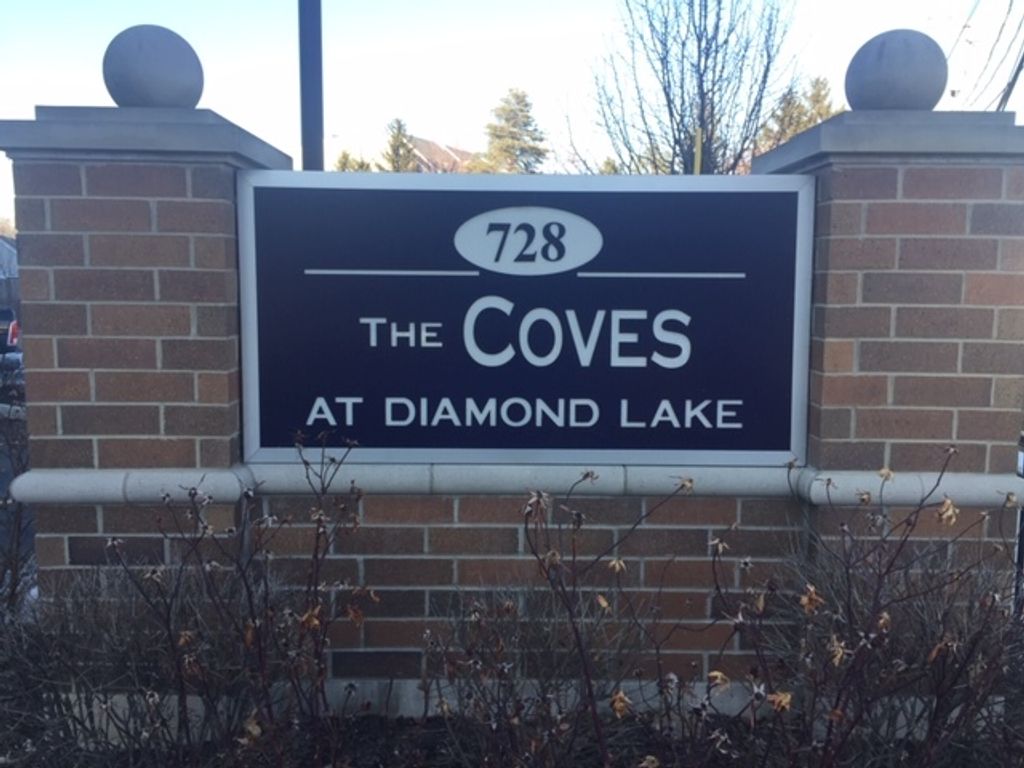 728
THE COVES
AT DIAMOND LAKE